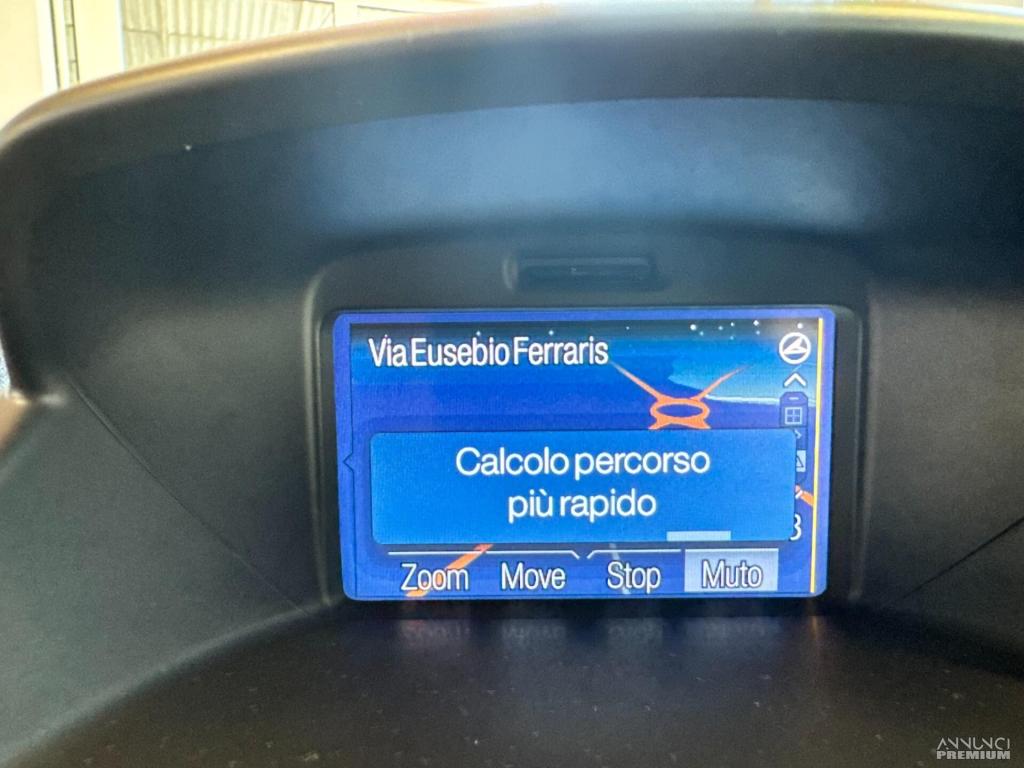 Via Eusebio Ferraris
Calcolo percorso
più rapido
Zoom Move Stop Muto
ANNUNCI
PREMIUM